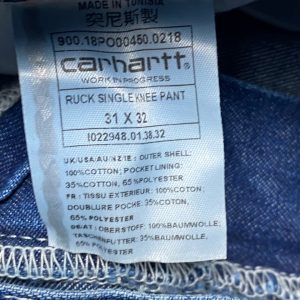 MADE IN TUNISIA
突尼斯製
900.18PO00450.0218
carhartt
WORK IN PROGRESS
RUCK SINGLE KNEE PANT
31 X 32
I022948.01.38.32
UK/USA/AU/NZ/IE: OUTER SHELL:
100%COTTON; POCKET LINING:
35%COTTON, 65%POLYESTER
FR: TISSU EXTERIEUR: 100%COTON;
DOUBLURE POCHE: 35%COTON,
65%POLYESTER
DE/AT: OBERSTOFF: 100%BAUMWOLLE;
TASCHENFUTTER: 35%BAUMWOLLE,
65%POLYESTER